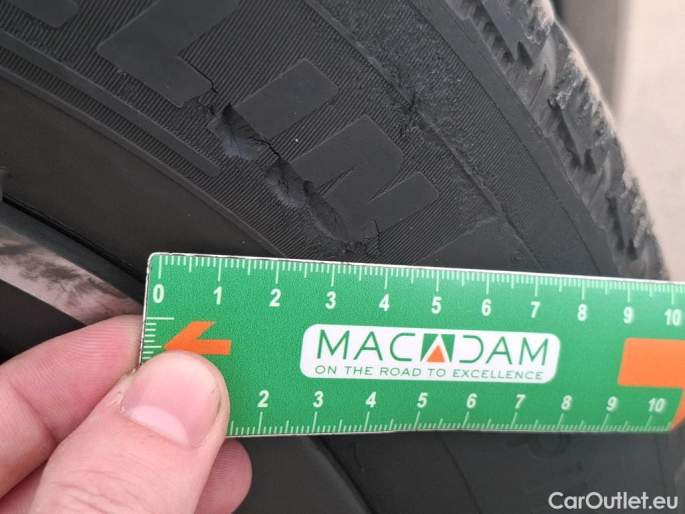 LIN
0 1 2 3 4 5 6 7 8 9 10
MACADAM
ON THE ROAD TO EXCELLENCE
2 3 4 5 6 7 8 9 10
CarOutlet.eu